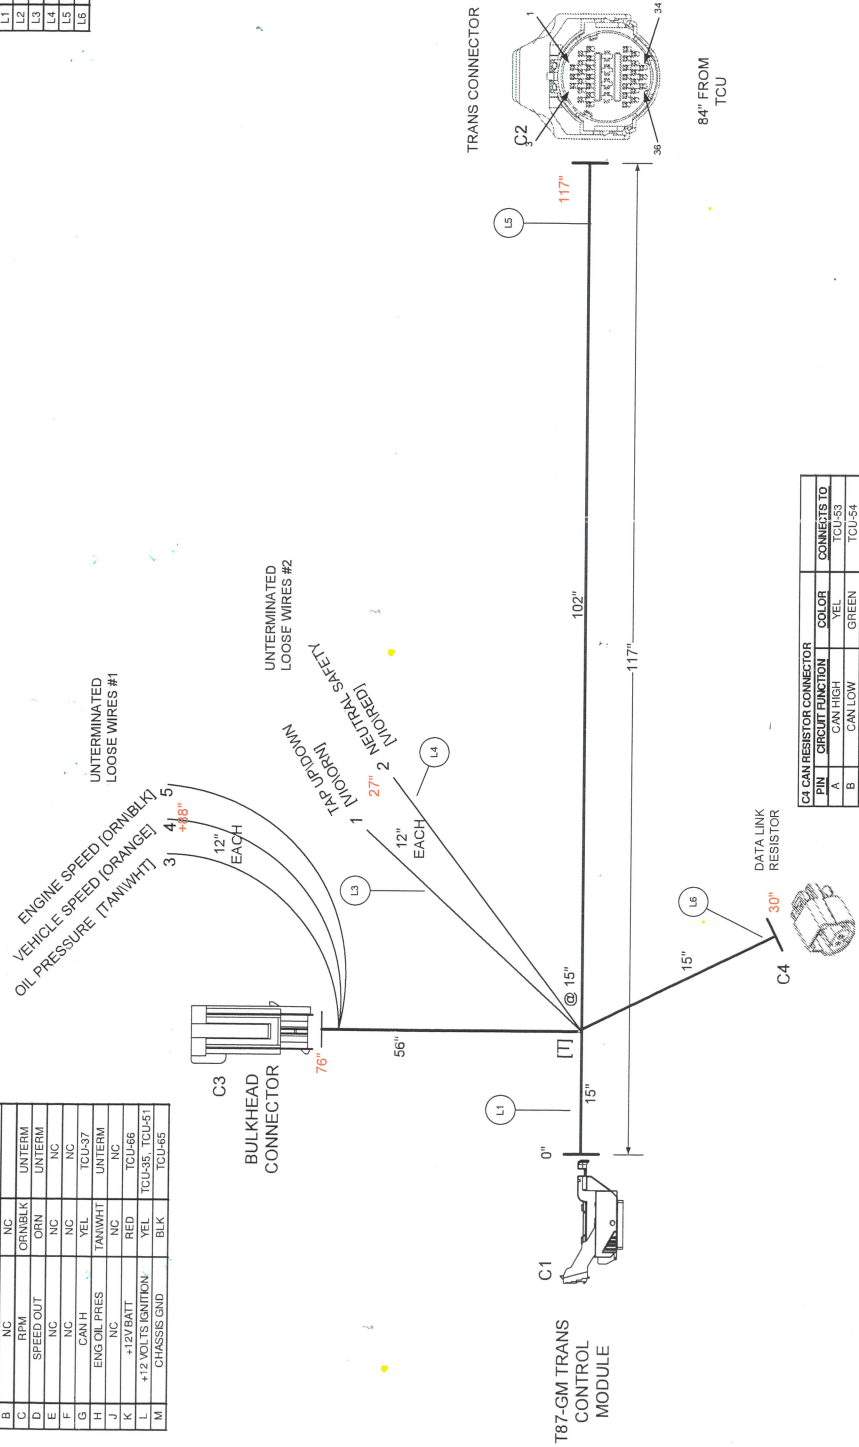 L1
L2
L3
L4
L5
L6
B NC NC
C RPM ORN\BLK UNTERM
D SPEED OUT ORN UNTERM
E NC NC NC
F NC NC NC
G CAN H YEL TCU-37
H ENG OIL PRES TAN\WHT UNTERM
J NC NC NC
K +12V BATT RED TCU-66
L +12 VOLTS IGNITION YEL TCU-35, TCU-51
M CHASSIS GND BLK TCU-65
UNTERMINATED
LOOSE WIRES #1
ENGINE SPEED [ORN\BLK] 5
VEHICLE SPEED [ORANGE] 4
OIL PRESSURE [TAN\WHT] 3
12"
EACH
UNTERMINATED
LOOSE WIRES #2
TAP UP\DOWN
[VIO\ORN]
1
27"
NEUTRAL SAFETY
[VIO\RED]
2
12"
EACH
L3
L4
C3
BULKHEAD
CONNECTOR
76"
56"
[T]
@ 15"
TRANS CONNECTOR
C2
1
3
34
36
84" FROM
TCU
117"
L5
102"
117"
T87-GM TRANS
CONTROL
MODULE
C1
0"
L1
15"
15"
L6
30"
C4
DATA LINK
RESISTOR
C4 CAN RESISTOR CONNECTOR
PIN CIRCUIT FUNCTION COLOR CONNECTS TO
A CAN HIGH YEL TCU-53
B CAN LOW GREEN TCU-54